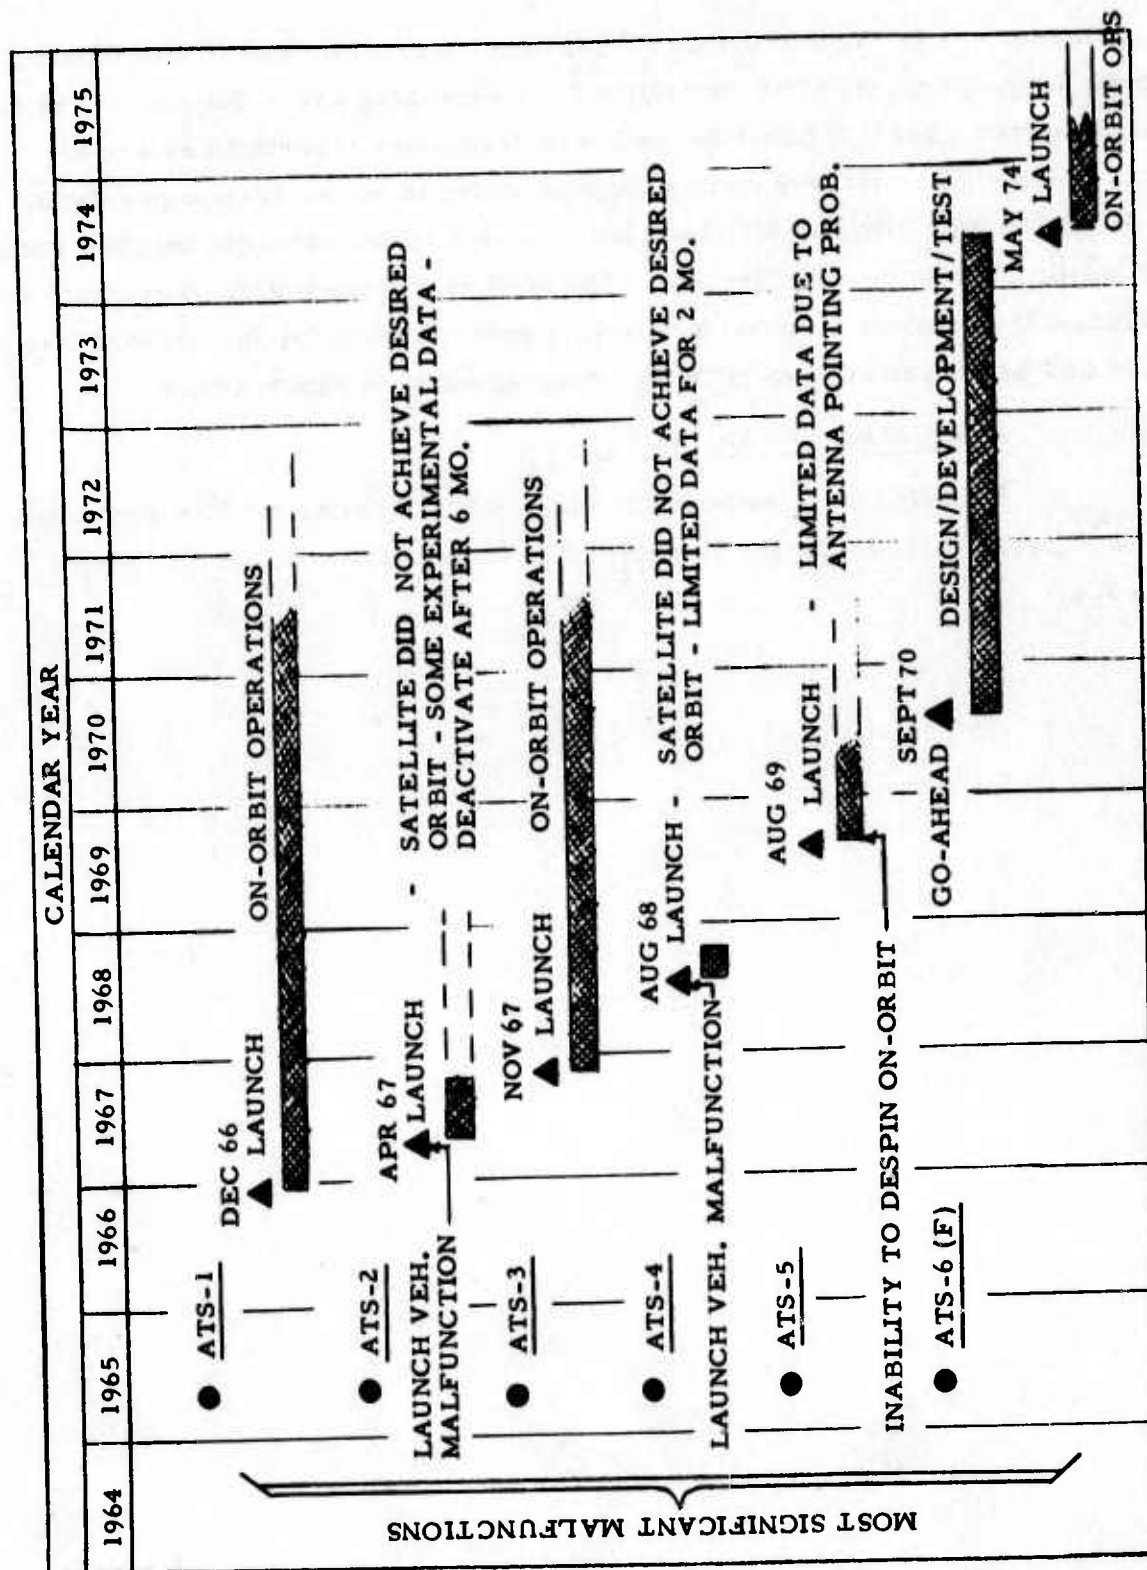 CALENDAR YEAR
1964 1965 1966 1967 1968 1969 1970 1971 1972 1973 1974 1975
MOST SIGNIFICANT MALFUNCTIONS
● ATS-1
DEC 66
LAUNCH
ON-ORBIT OPERATIONS
● ATS-2
APR 67
LAUNCH
- SATELLITE DID NOT ACHIEVE DESIRED
ORBIT - SOME EXPERIMENTAL DATA -
DEACTIVATE AFTER 6 MO.
LAUNCH VEH.
MALFUNCTION
● ATS-3
NOV 67
LAUNCH
ON-ORBIT OPERATIONS
● ATS-4
AUG 68
LAUNCH - SATELLITE DID NOT ACHIEVE DESIRED
ORBIT - LIMITED DATA FOR 2 MO.
LAUNCH VEH. MALFUNCTION
● ATS-5
AUG 69
LAUNCH - LIMITED DATA DUE TO
ANTENNA POINTING PROB.
INABILITY TO DESPIN ON-ORBIT
● ATS-6 (F)
SEPT 70
GO-AHEAD
DESIGN/DEVELOPMENT/TEST
MAY 74
LAUNCH
ON-ORBIT OPS